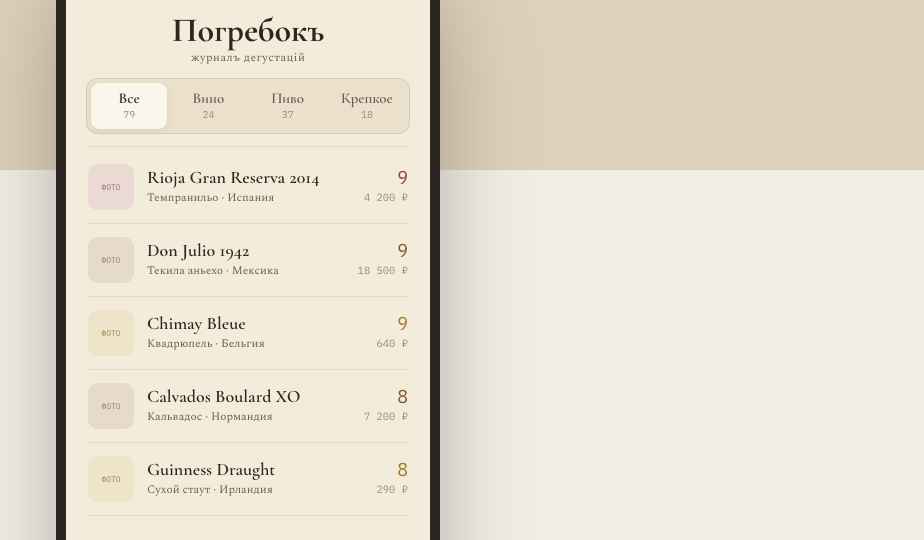 Погребокъ
журналъ дегустацій
Все Вино Пиво Крепкое
79 24 37 18
ФОТО Rioja Gran Reserva 2014 9
Темпранильо · Испания 4 200 ₽
ФОТО Don Julio 1942 9
Текила аньехо · Мексика 18 500 ₽
ФОТО Chimay Bleue 9
Квадрюпель · Бельгия 640 ₽
ФОТО Calvados Boulard XO 8
Кальвадос · Нормандия 7 200 ₽
ФОТО Guinness Draught 8
Сухой стаут · Ирландия 290 ₽